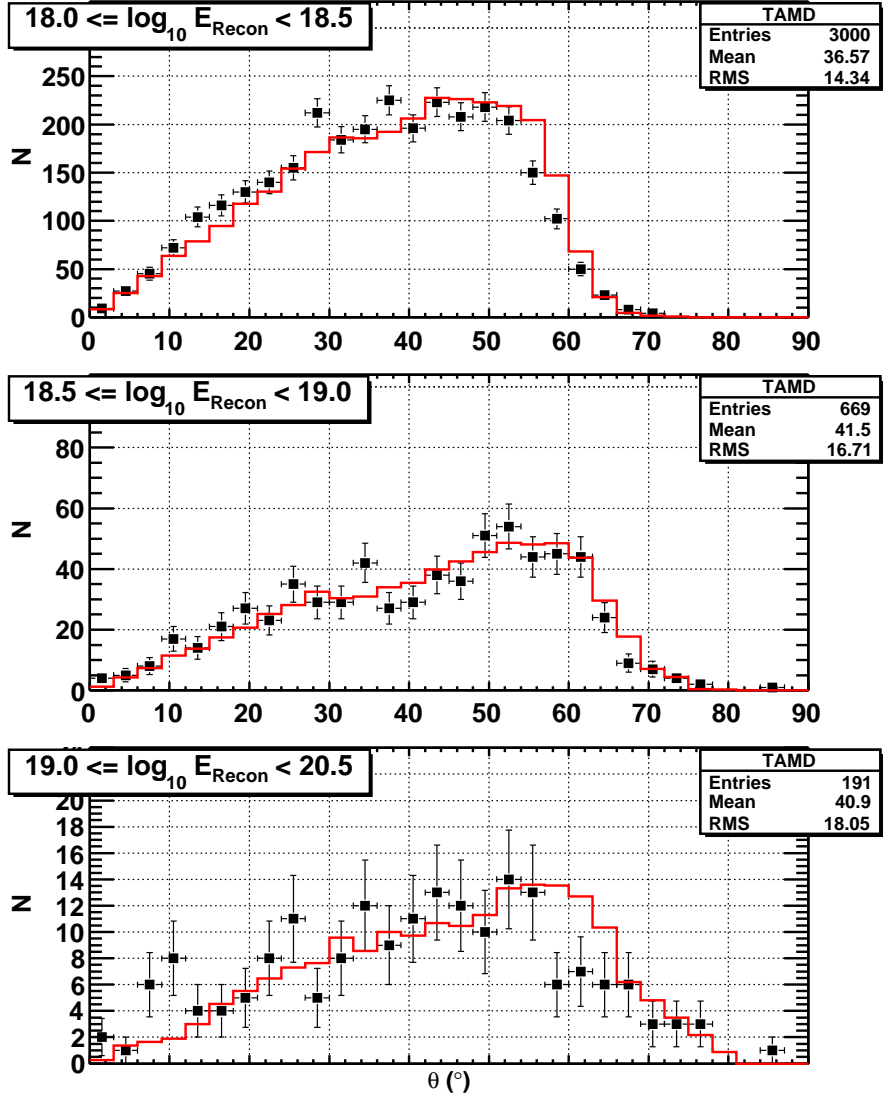 18.0 <= log10 ERecon < 18.5
TAMD
Entries 3000
Mean 36.57
RMS 14.34
N
250
200
150
100
50
0
0 10 20 30 40 50 60 70 80 90
18.5 <= log10 ERecon < 19.0
TAMD
Entries 669
Mean 41.5
RMS 16.71
N
80
60
40
20
0
0 10 20 30 40 50 60 70 80 90
19.0 <= log10 ERecon < 20.5
TAMD
Entries 191
Mean 40.9
RMS 18.05
N
20
18
16
14
12
10
8
6
4
2
0
θ (°)